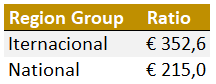 Region Group Ratio
Iternacional € 352,6
National € 215,0